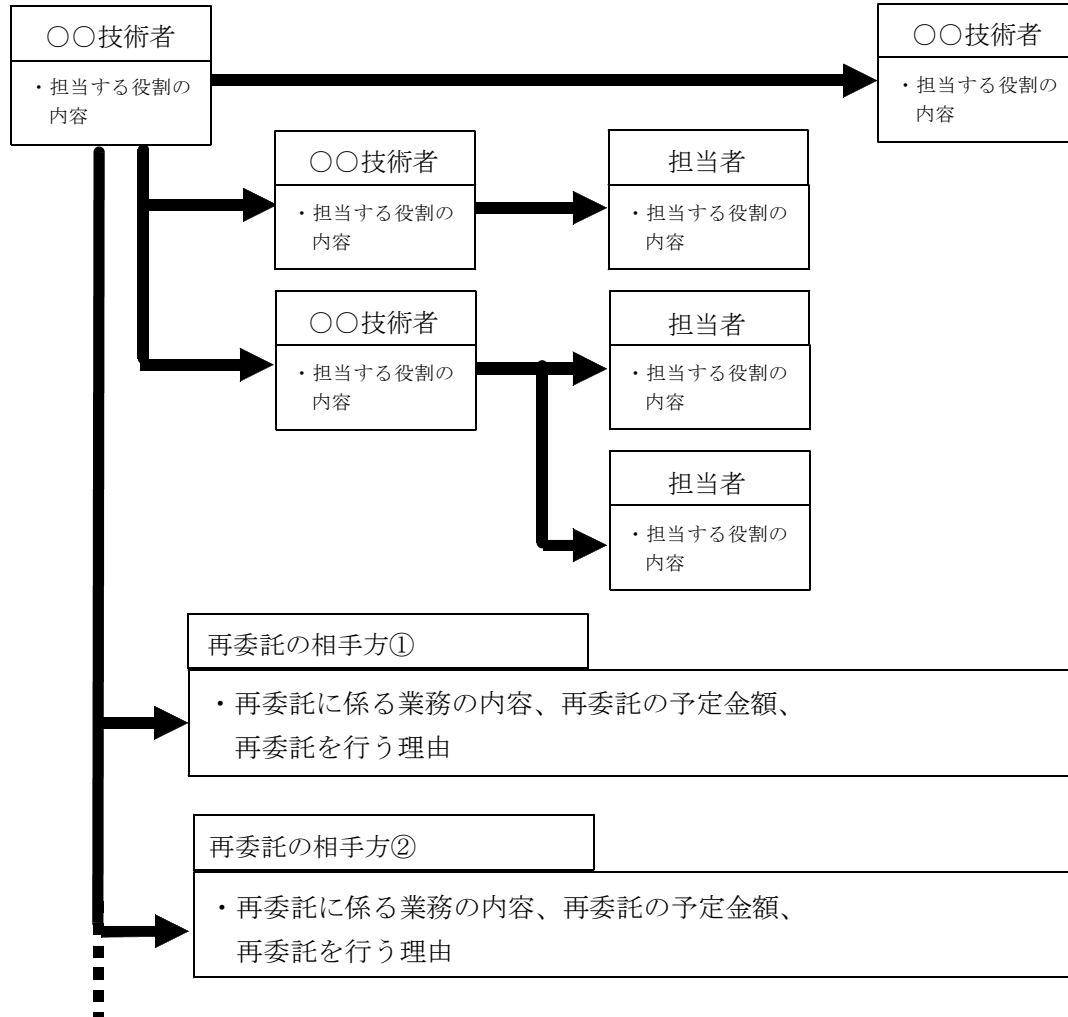 〇〇技術者
・担当する役割の
内容
〇〇技術者
・担当する役割の
内容
〇〇技術者
・担当する役割の
内容
担当者
・担当する役割の
内容
〇〇技術者
・担当する役割の
内容
担当者
・担当する役割の
内容
担当者
・担当する役割の
内容
再委託の相手方①
・再委託に係る業務の内容、再委託の予定金額、
再委託を行う理由
再委託の相手方②
・再委託に係る業務の内容、再委託の予定金額、
再委託を行う理由